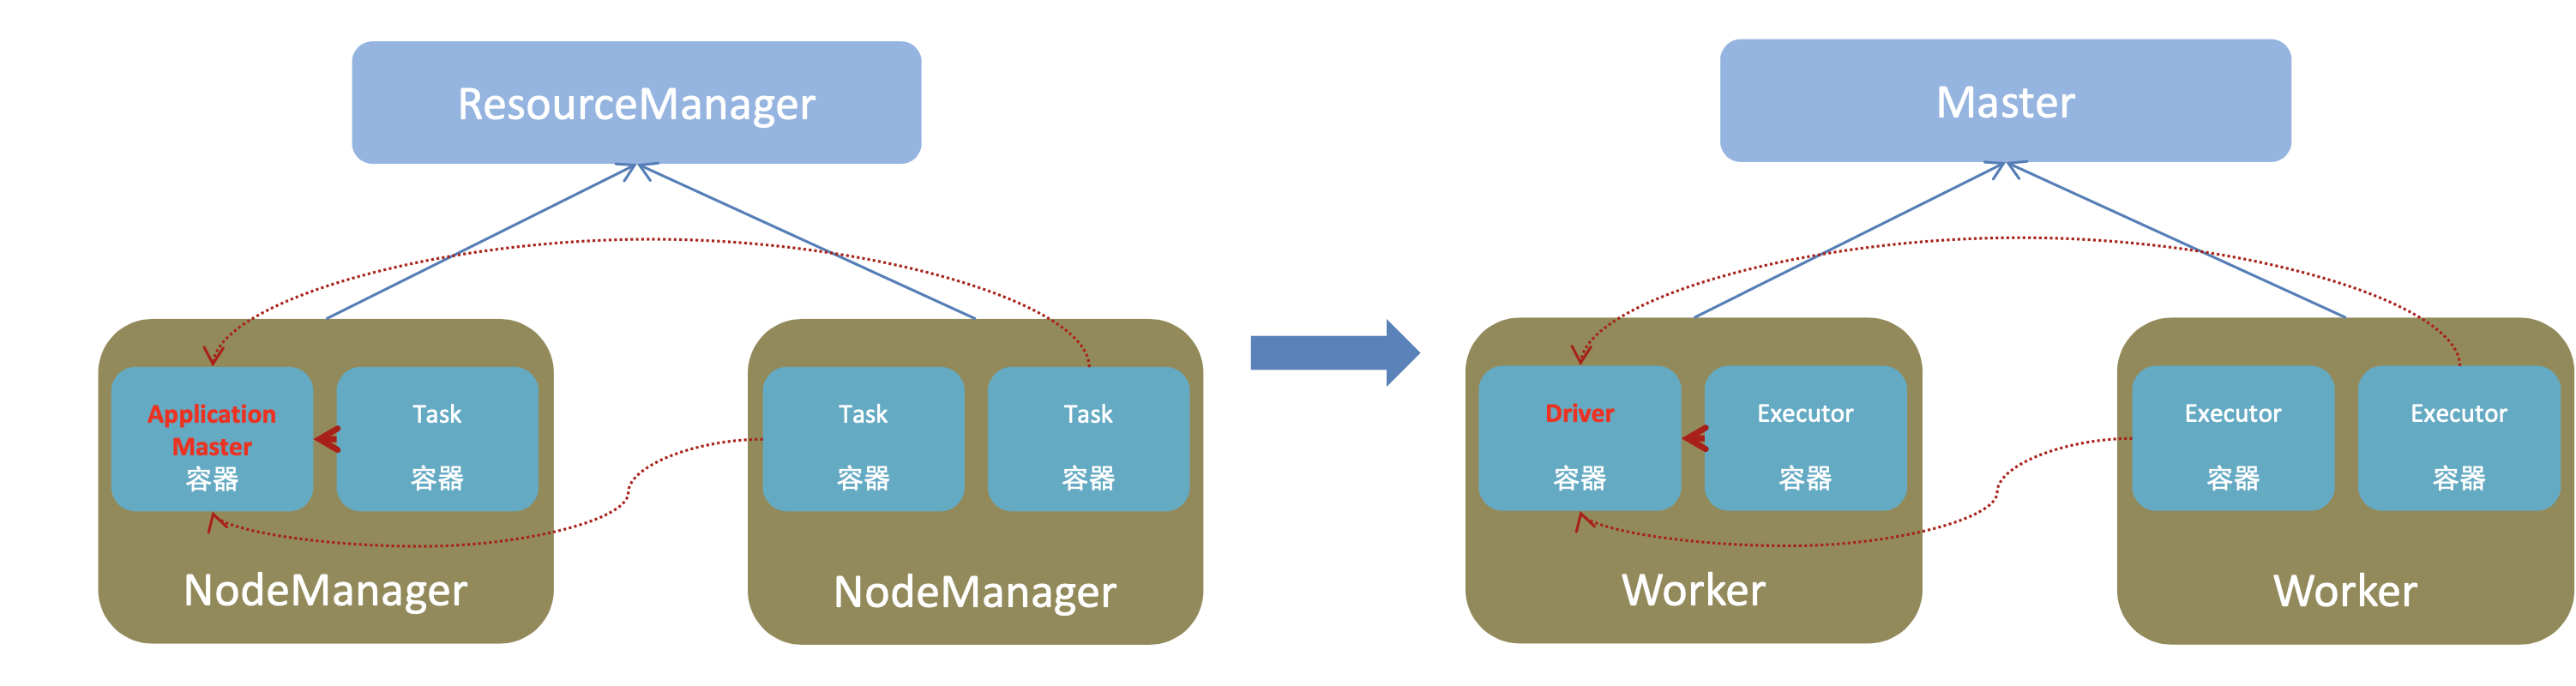 ResourceManager
Application
Master
容器
Task
容器
NodeManager
Task
容器
Task
容器
NodeManager
Master
Driver
容器
Executor
容器
Worker
Executor
容器
Executor
容器
Worker